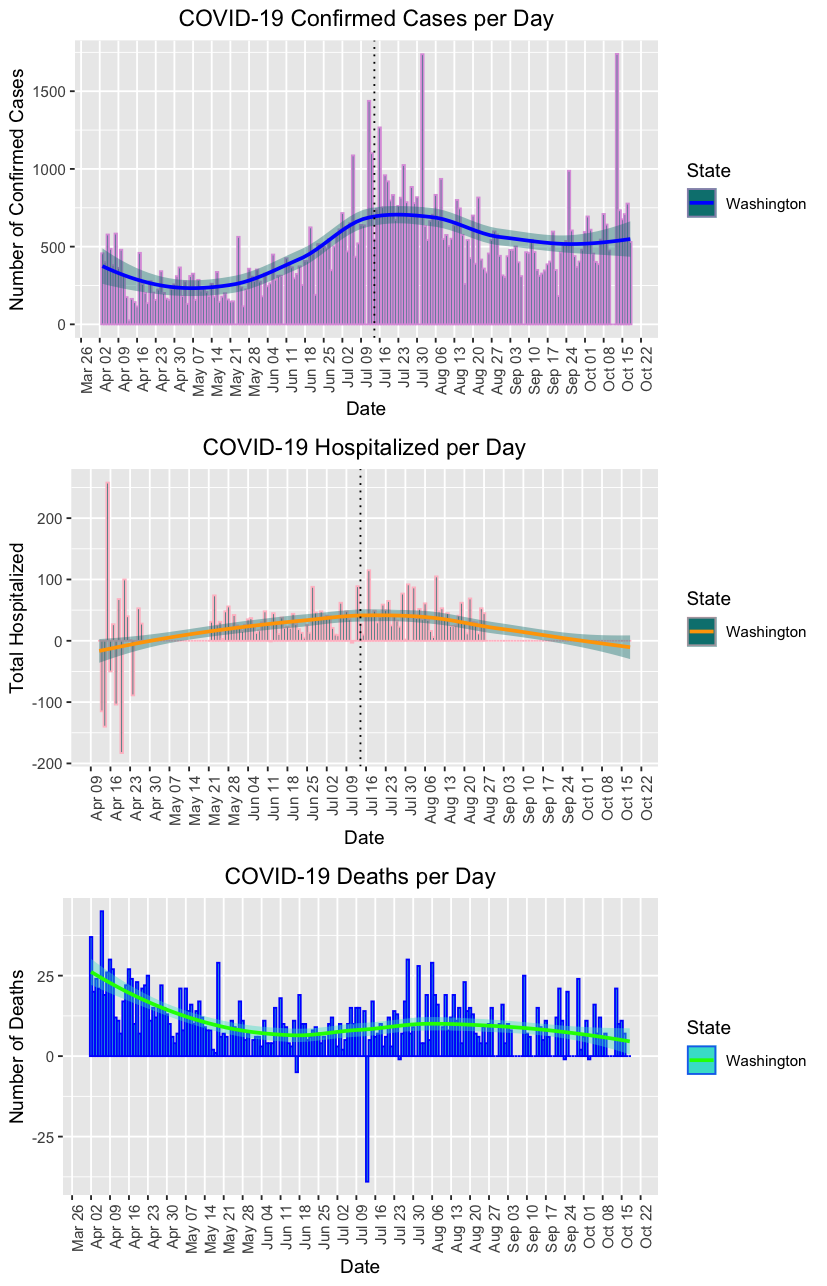 COVID-19 Confirmed Cases per Day
Number of Confirmed Cases
1500
1000
500
0
Mar 26
Apr 02
Apr 09
Apr 16
Apr 23
Apr 30
May 07
May 14
May 21
May 28
Jun 04
Jun 11
Jun 18
Jun 25
Jul 02
Jul 09
Jul 16
Jul 23
Jul 30
Aug 06
Aug 13
Aug 20
Aug 27
Sep 03
Sep 10
Sep 17
Sep 24
Oct 01
Oct 08
Oct 15
Oct 22
Date
State
Washington
COVID-19 Hospitalized per Day
Total Hospitalized
200
100
0
-100
-200
Apr 09
Apr 16
Apr 23
Apr 30
May 07
May 14
May 21
May 28
Jun 04
Jun 11
Jun 18
Jun 25
Jul 02
Jul 09
Jul 16
Jul 23
Jul 30
Aug 06
Aug 13
Aug 20
Aug 27
Sep 03
Sep 10
Sep 17
Sep 24
Oct 01
Oct 08
Oct 15
Oct 22
Date
State
Washington
COVID-19 Deaths per Day
Number of Deaths
25
0
-25
Mar 26
Apr 02
Apr 09
Apr 16
Apr 23
Apr 30
May 07
May 14
May 21
May 28
Jun 04
Jun 11
Jun 18
Jun 25
Jul 02
Jul 09
Jul 16
Jul 23
Jul 30
Aug 06
Aug 13
Aug 20
Aug 27
Sep 03
Sep 10
Sep 17
Sep 24
Oct 01
Oct 08
Oct 15
Oct 22
Date
State
Washington